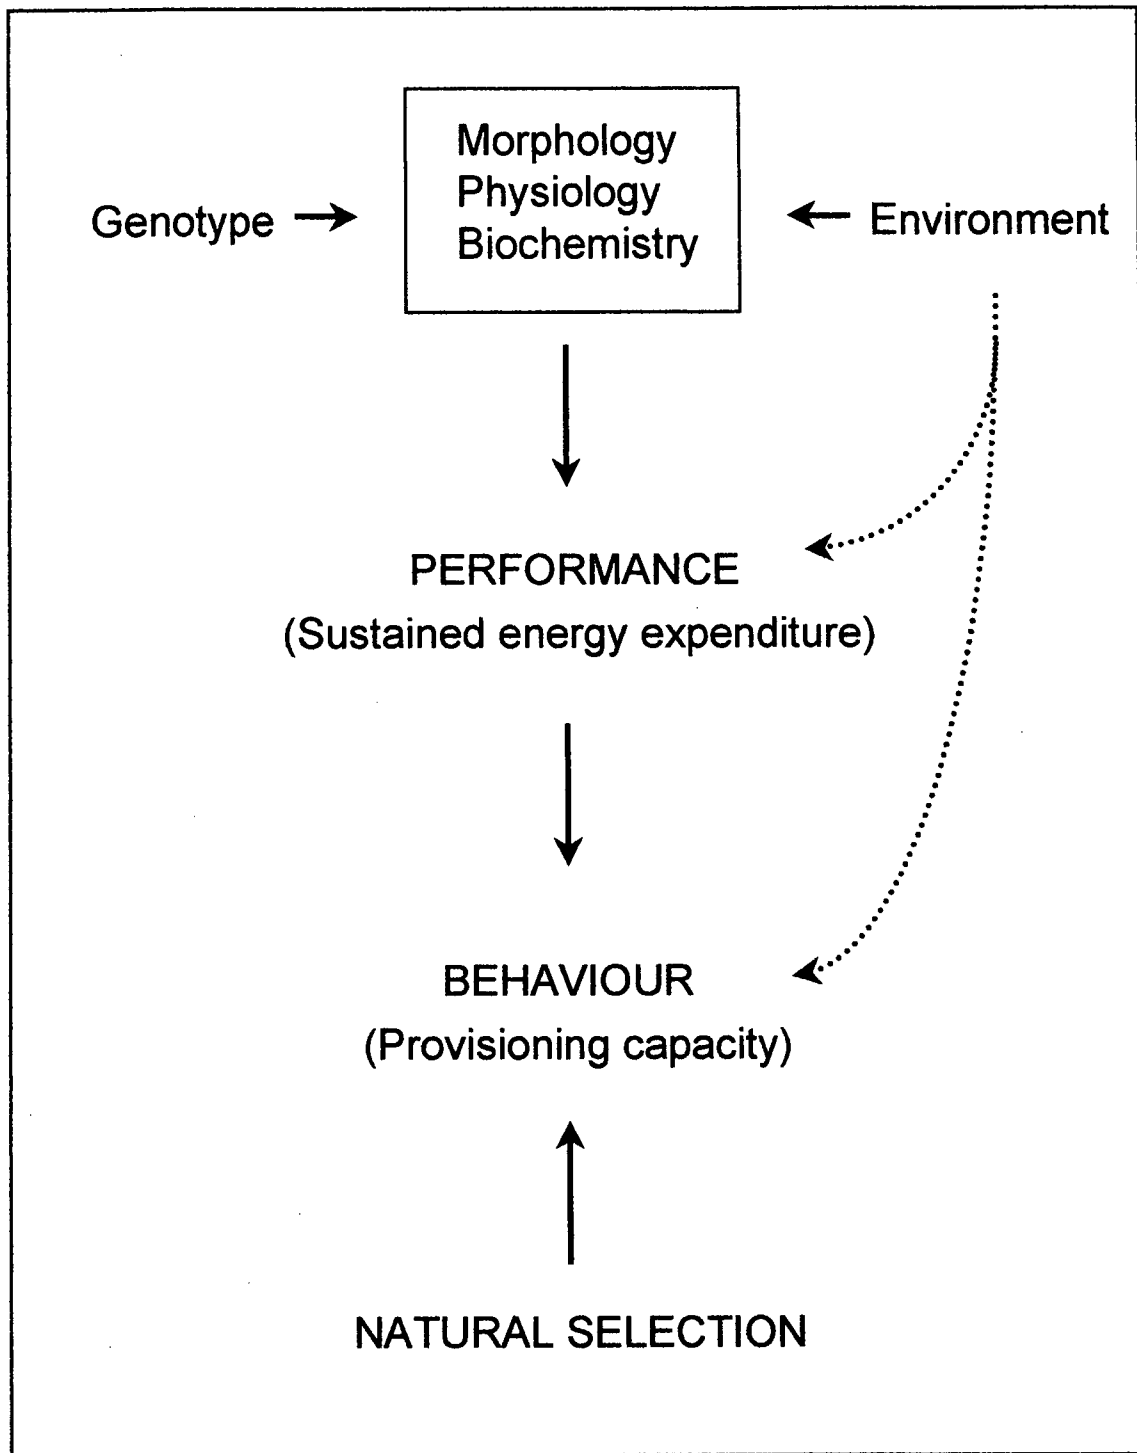 Morphology
Physiology
Biochemistry
Genotype
Environment
PERFORMANCE
(Sustained energy expenditure)
BEHAVIOUR
(Provisioning capacity)
NATURAL SELECTION